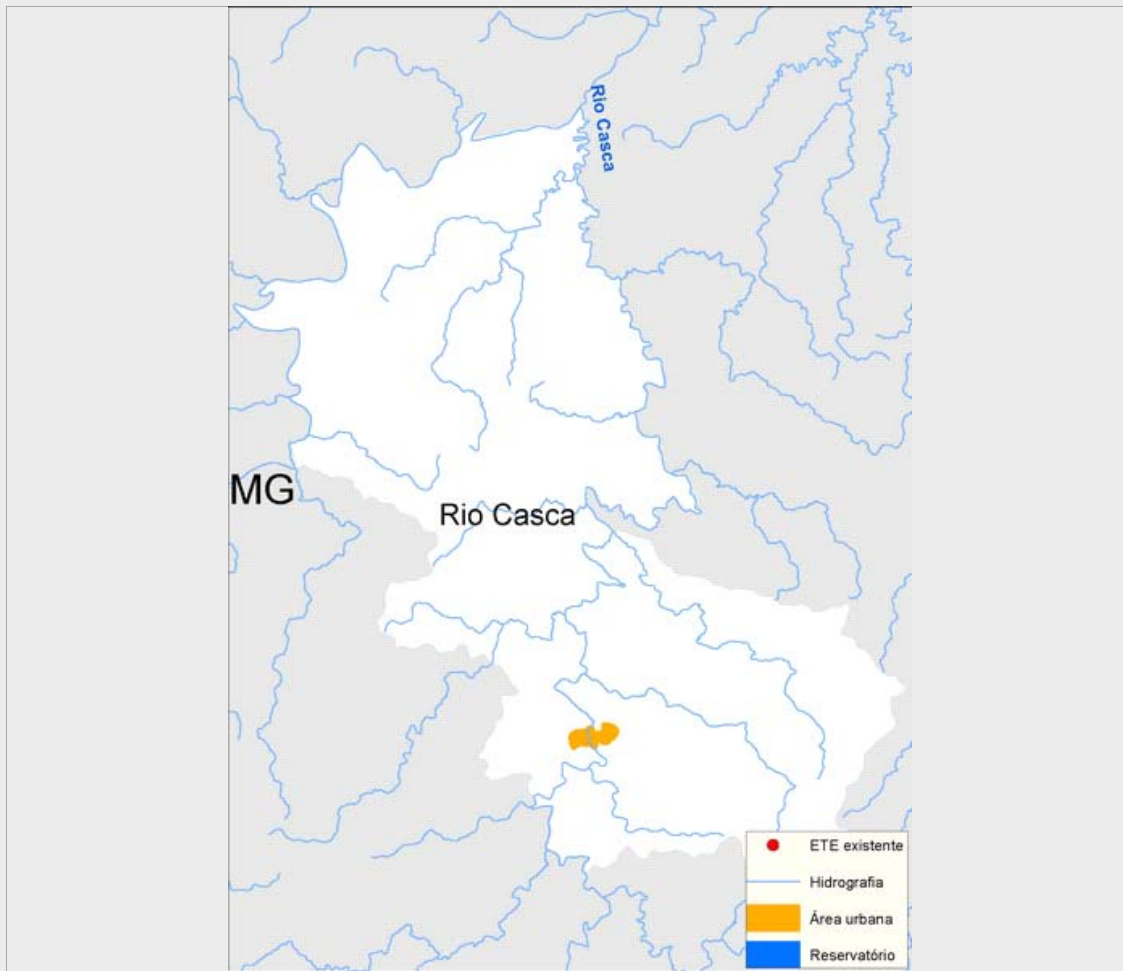 Rio Casca
MG
Rio Casca
ETE existente
Hidrografia
Área urbana
Reservatório